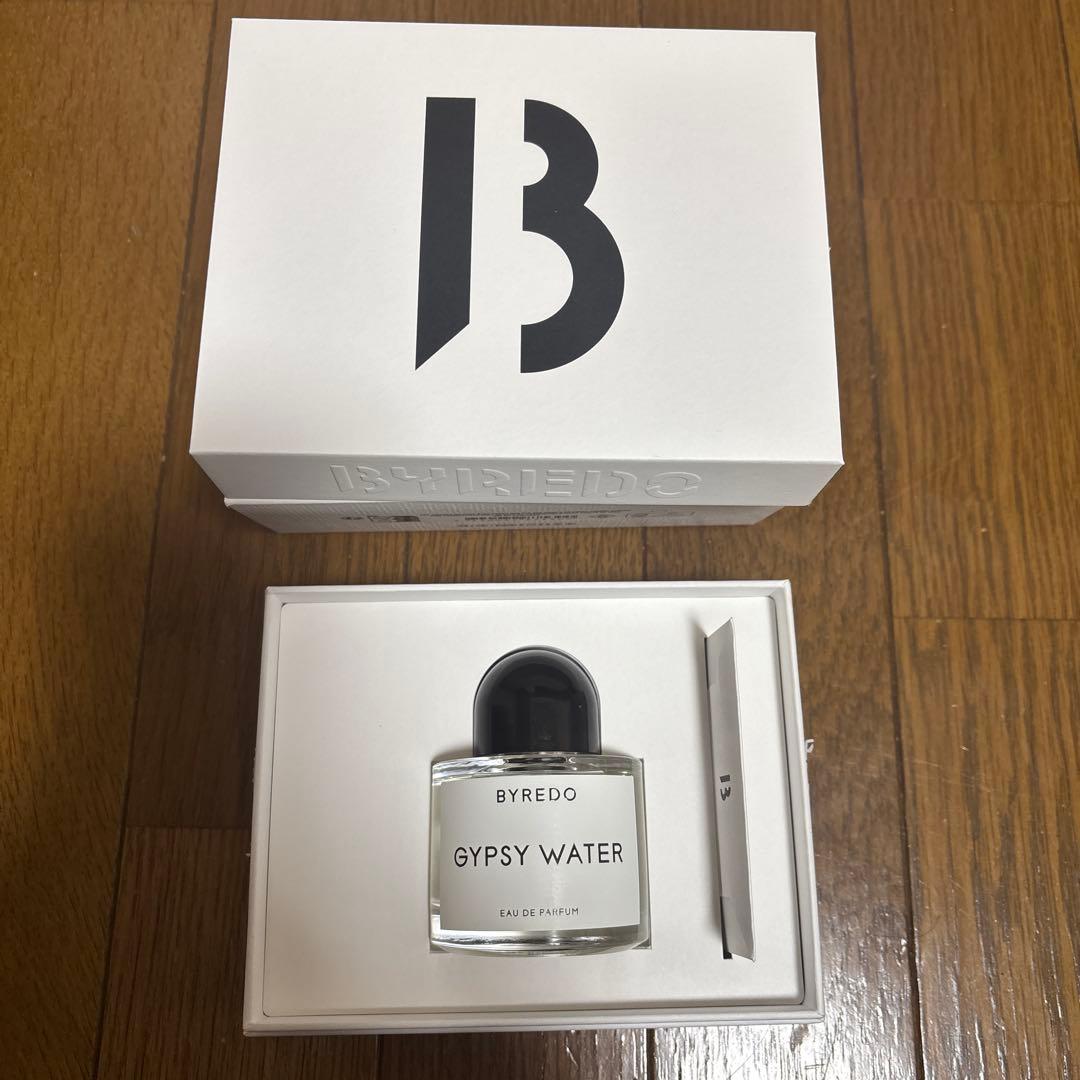 B
BYREDO
BYREDO
GYPSY WATER
EAU DE PARFUM
B